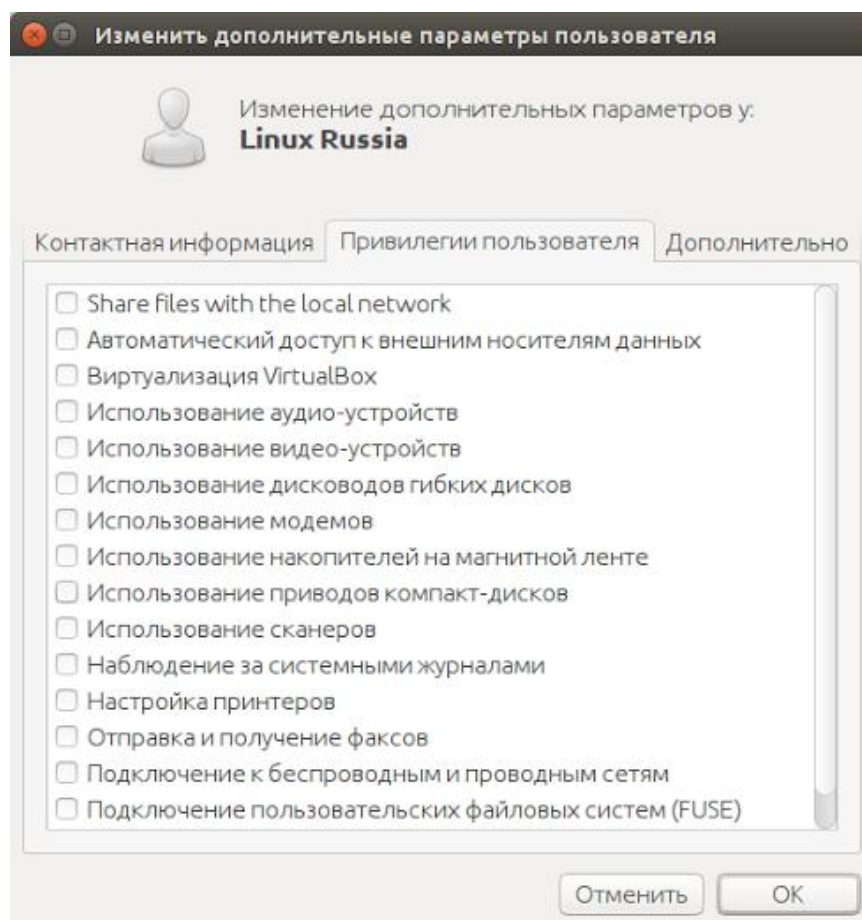 Изменить дополнительные параметры пользователя
Изменение дополнительных параметров у:
Linux Russia
Контактная информация
Привилегии пользователя
Дополнительно
Share files with the local network
Автоматический доступ к внешним носителям данных
Виртуализация VirtualBox
Использование аудио-устройств
Использование видео-устройств
Использование дисководов гибких дисков
Использование модемов
Использование накопителей на магнитной ленте
Использование приводов компакт-дисков
Использование сканеров
Наблюдение за системными журналами
Настройка принтеров
Отправка и получение факсов
Подключение к беспроводным и проводным сетям
Подключение пользовательских файловых систем (FUSE)
Отменить
ОК